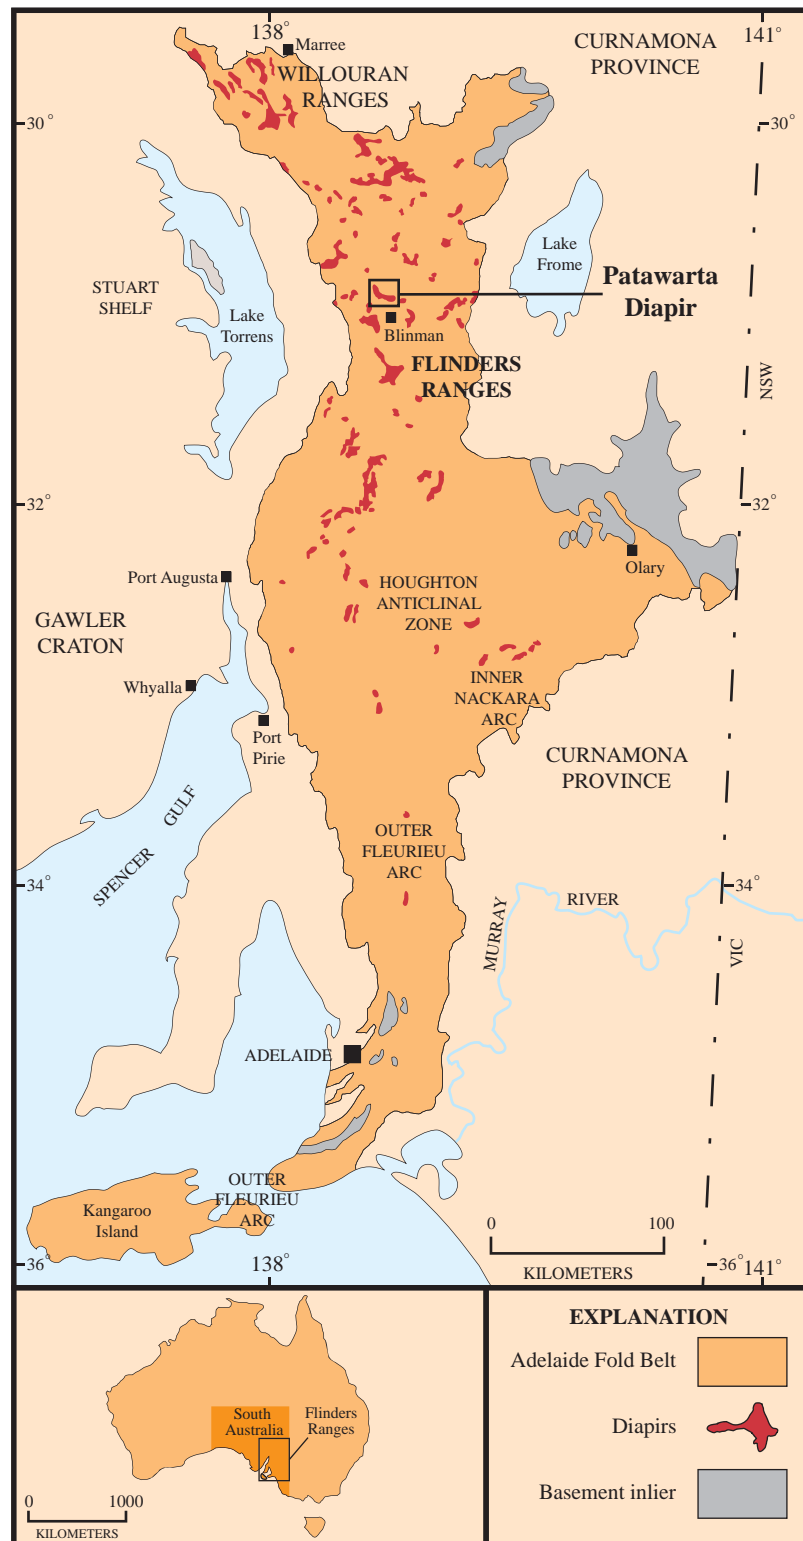 138°
141°
Marree
CURNAMONA
PROVINCE
WILLOURAN
RANGES
30°
30°
Lake
Frome
Patawarta
Diapir
STUART
SHELF
Lake
Torrens
Blinman
FLINDERS
RANGES
NSW
32°
32°
Olary
Port Augusta
HOUGHTON
ANTICLINAL
ZONE
GAWLER
CRATON
Whyalla
INNER
NACKARA
ARC
Port
Pirie
CURNAMONA
PROVINCE
SPENCER GULF
OUTER
FLEURIEU
ARC
34°
34°
MURRAY
RIVER
VIC
ADELAIDE
OUTER
FLEURIEU
ARC
Kangaroo
Island
0 100
KILOMETERS
36°
138°
36°
141°
South
Australia
Flinders
Ranges
0 1000
KILOMETERS
EXPLANATION
Adelaide Fold Belt
Diapirs
Basement inlier